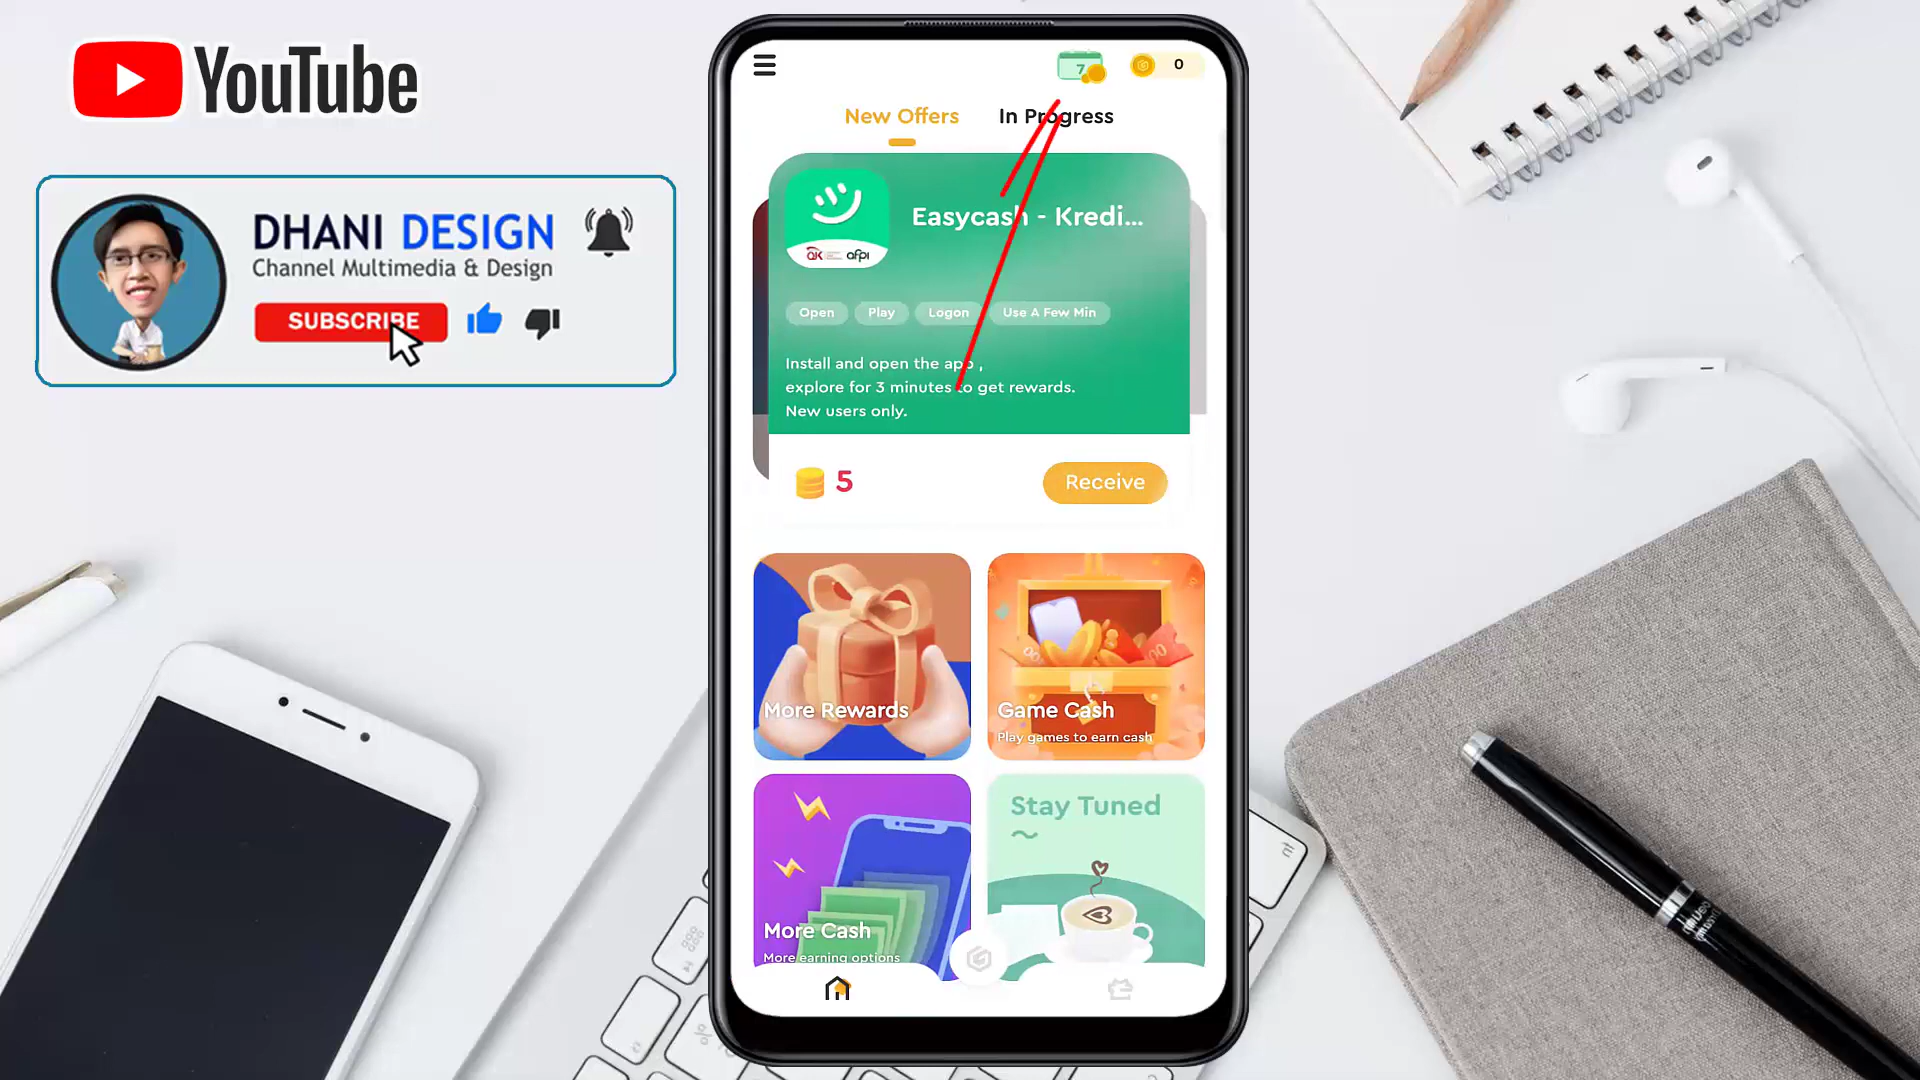 YouTube
DHANI DESIGN
Channel Multimedia & Design
SUBSCRIBE
7
0
New Offers
In Progress
Easycash - Kredi...
afpi
Open
Play
Logon
Use A Few Min
Install and open the app ,
explore for 3 minutes to get rewards.
New users only.
5
Receive
More Rewards
Game Cash
Play games to earn cash
Stay Tuned
More Cash
More earning options